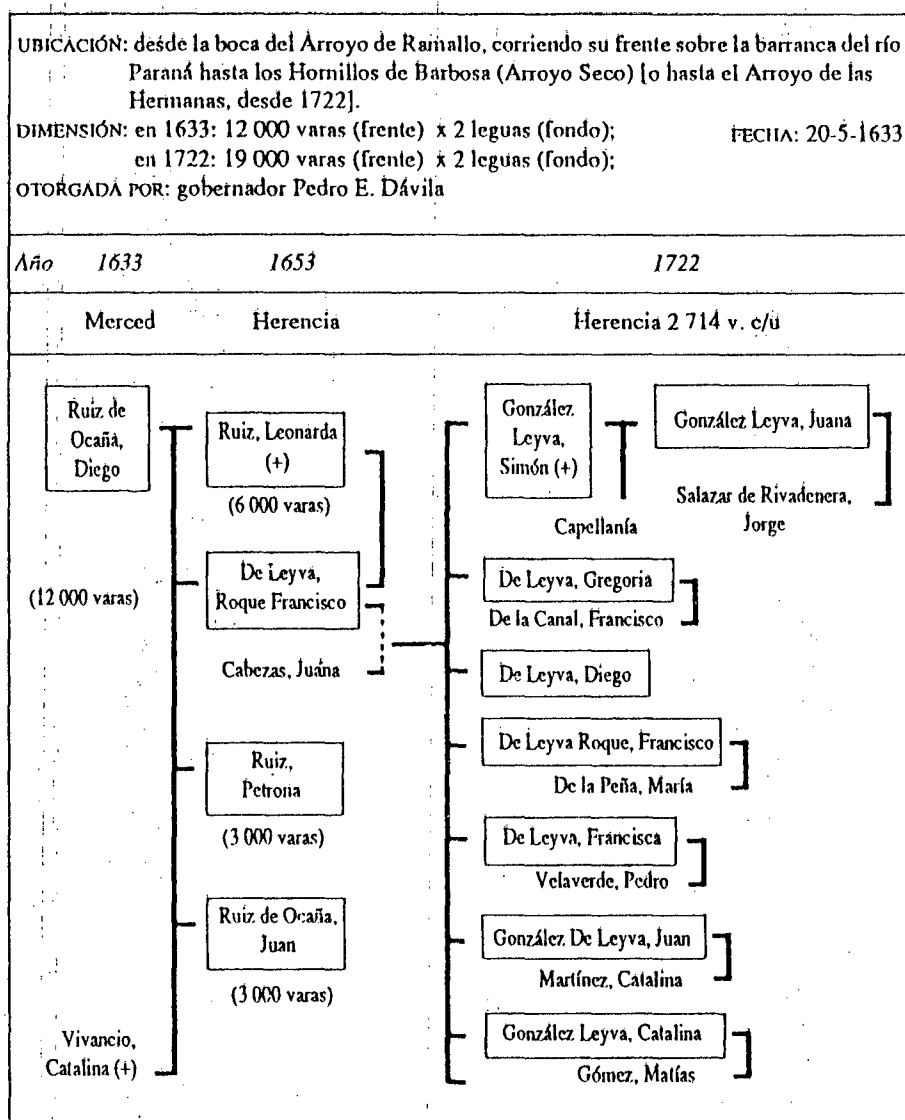 UBICACIÓN: desde la boca del Arroyo de Ramallo, corriendo su frente sobre la barranca del río
Paraná hasta los Hornillos de Barbosa (Arroyo Seco) [o hasta el Arroyo de las
Hermanas, desde 1722].
DIMENSIÓN: en 1633: 12 000 varas (frente) x 2 leguas (fondo); FECHA: 20-5-1633
en 1722: 19 000 varas (frente) x 2 leguas (fondo);
OTORGADA POR: gobernador Pedro E. Dávila
Año 1633 1653 1722
Merced Herencia Herencia 2 714 v. c/u
Ruiz de
Ocaña,
Diego
(12 000 varas)
Vivancio,
Catalina (+)
Ruiz, Leonarda
(+)
(6 000 varas)
De Leyva,
Roque Francisco
Cabezas, Juana
Ruiz,
Petrona
(3 000 varas)
Ruiz de Ocaña,
Juan
(3 000 varas)
González
Leyva,
Simón (+)
Capellanía
González Leyva, Juana
Salazar de Rivadenera,
Jorge
De Leyva, Gregoria
De la Canal, Francisco
De Leyva, Diego
De Leyva Roque, Francisco
De la Peña, María
De Leyva, Francisca
Velaverde, Pedro
González De Leyva, Juan
Martínez, Catalina
González Leyva, Catalina
Gómez, Matías